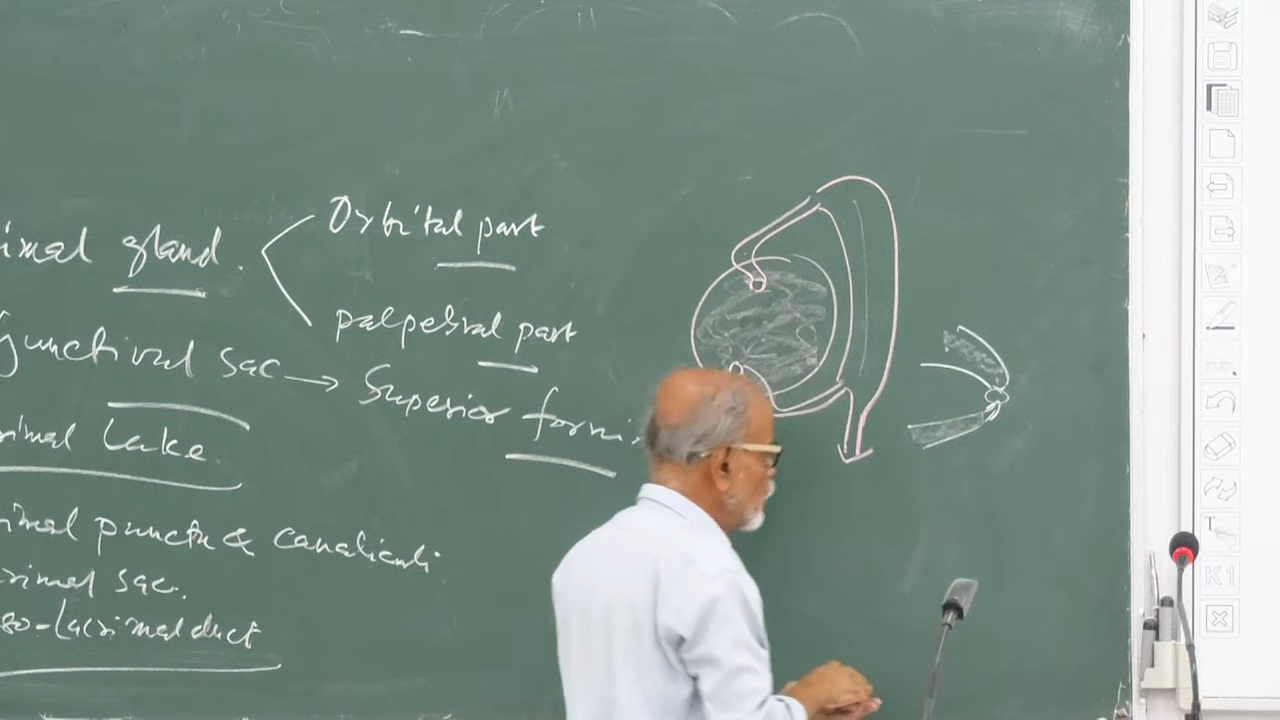 imal gland.
Orbital part
palpebral part
junctival sac → Superior forni
rimal Lake
rimal puncta & canaliculi
rimal sac.
so-lacrimal duct
T
K1